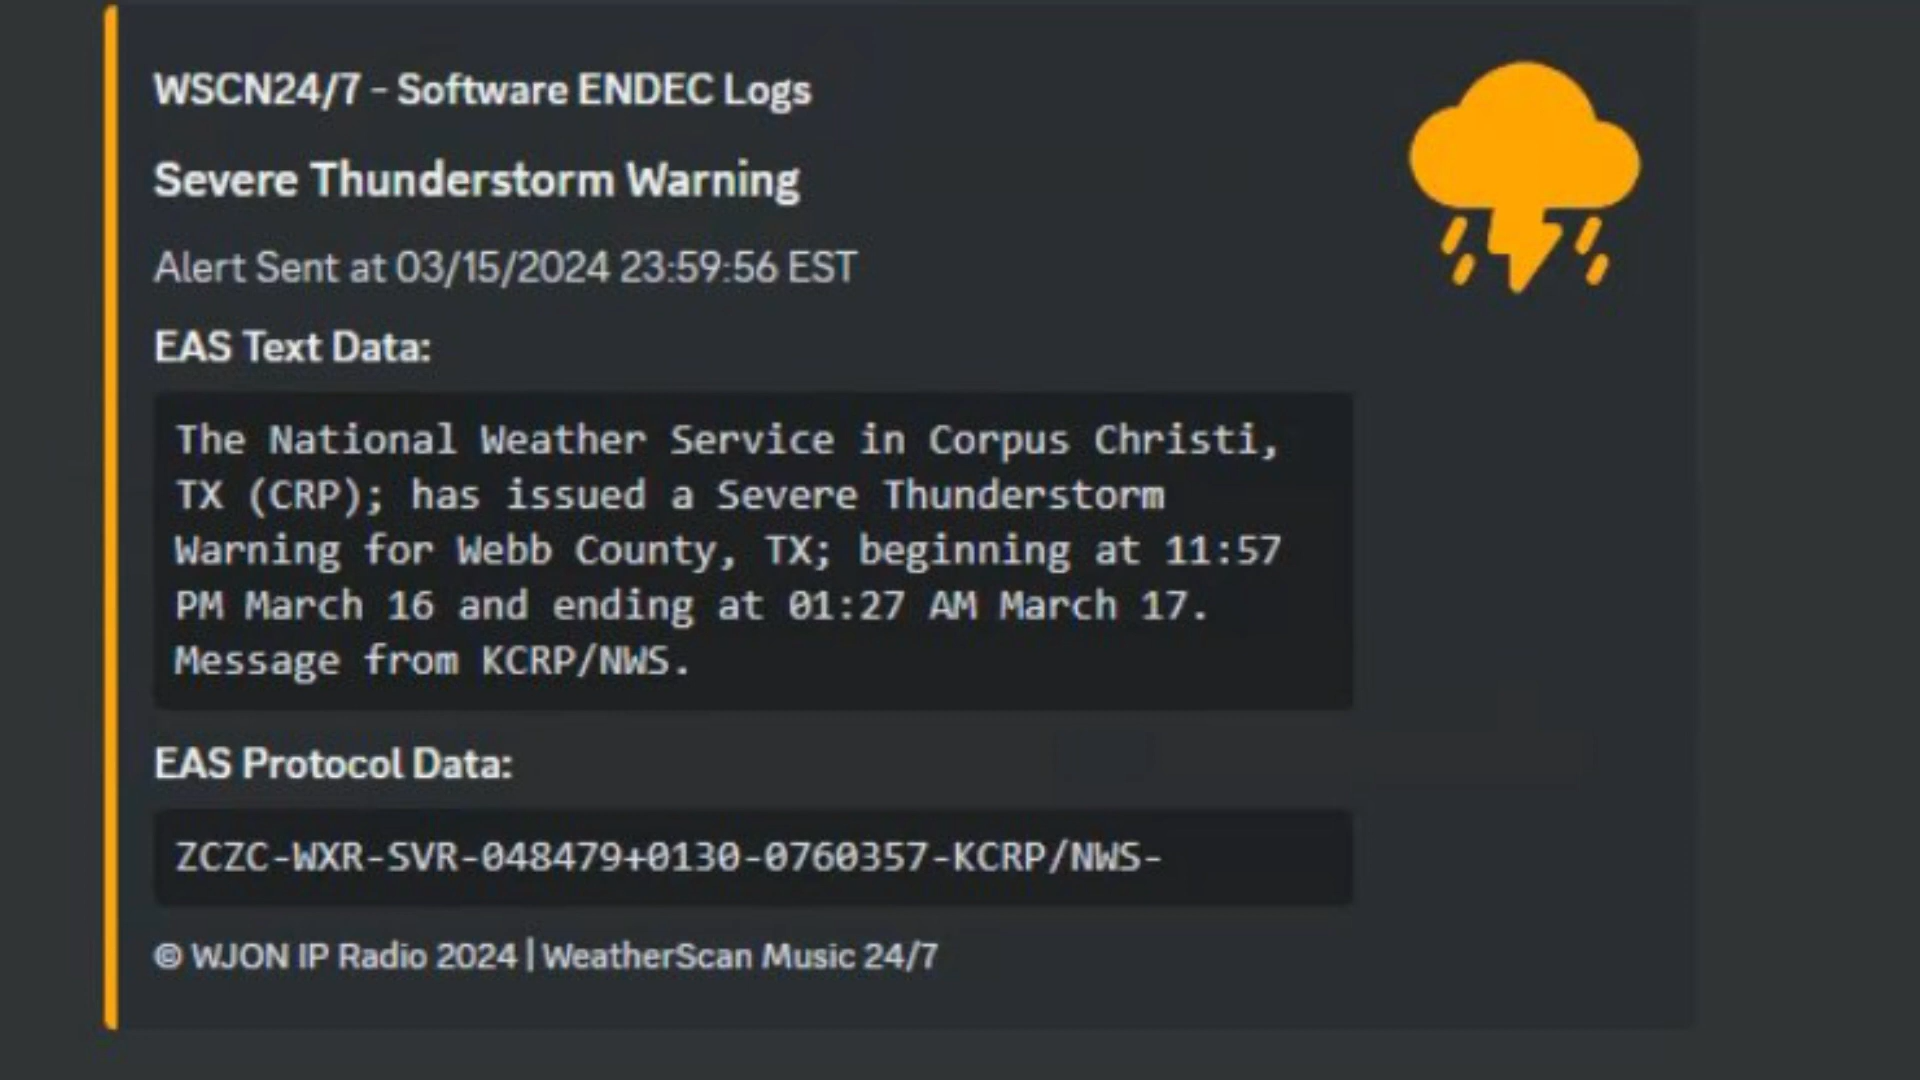 WSCN24/7 - Software ENDEC Logs
Severe Thunderstorm Warning
Alert Sent at 03/15/2024 23:59:56 EST
EAS Text Data:
The National Weather Service in Corpus Christi,
TX (CRP); has issued a Severe Thunderstorm
Warning for Webb County, TX; beginning at 11:57
PM March 16 and ending at 01:27 AM March 17.
Message from KCRP/NWS.
EAS Protocol Data:
ZCZC-WXR-SVR-048479+0130-0760357-KCRP/NWS-
© WJON IP Radio 2024 | WeatherScan Music 24/7